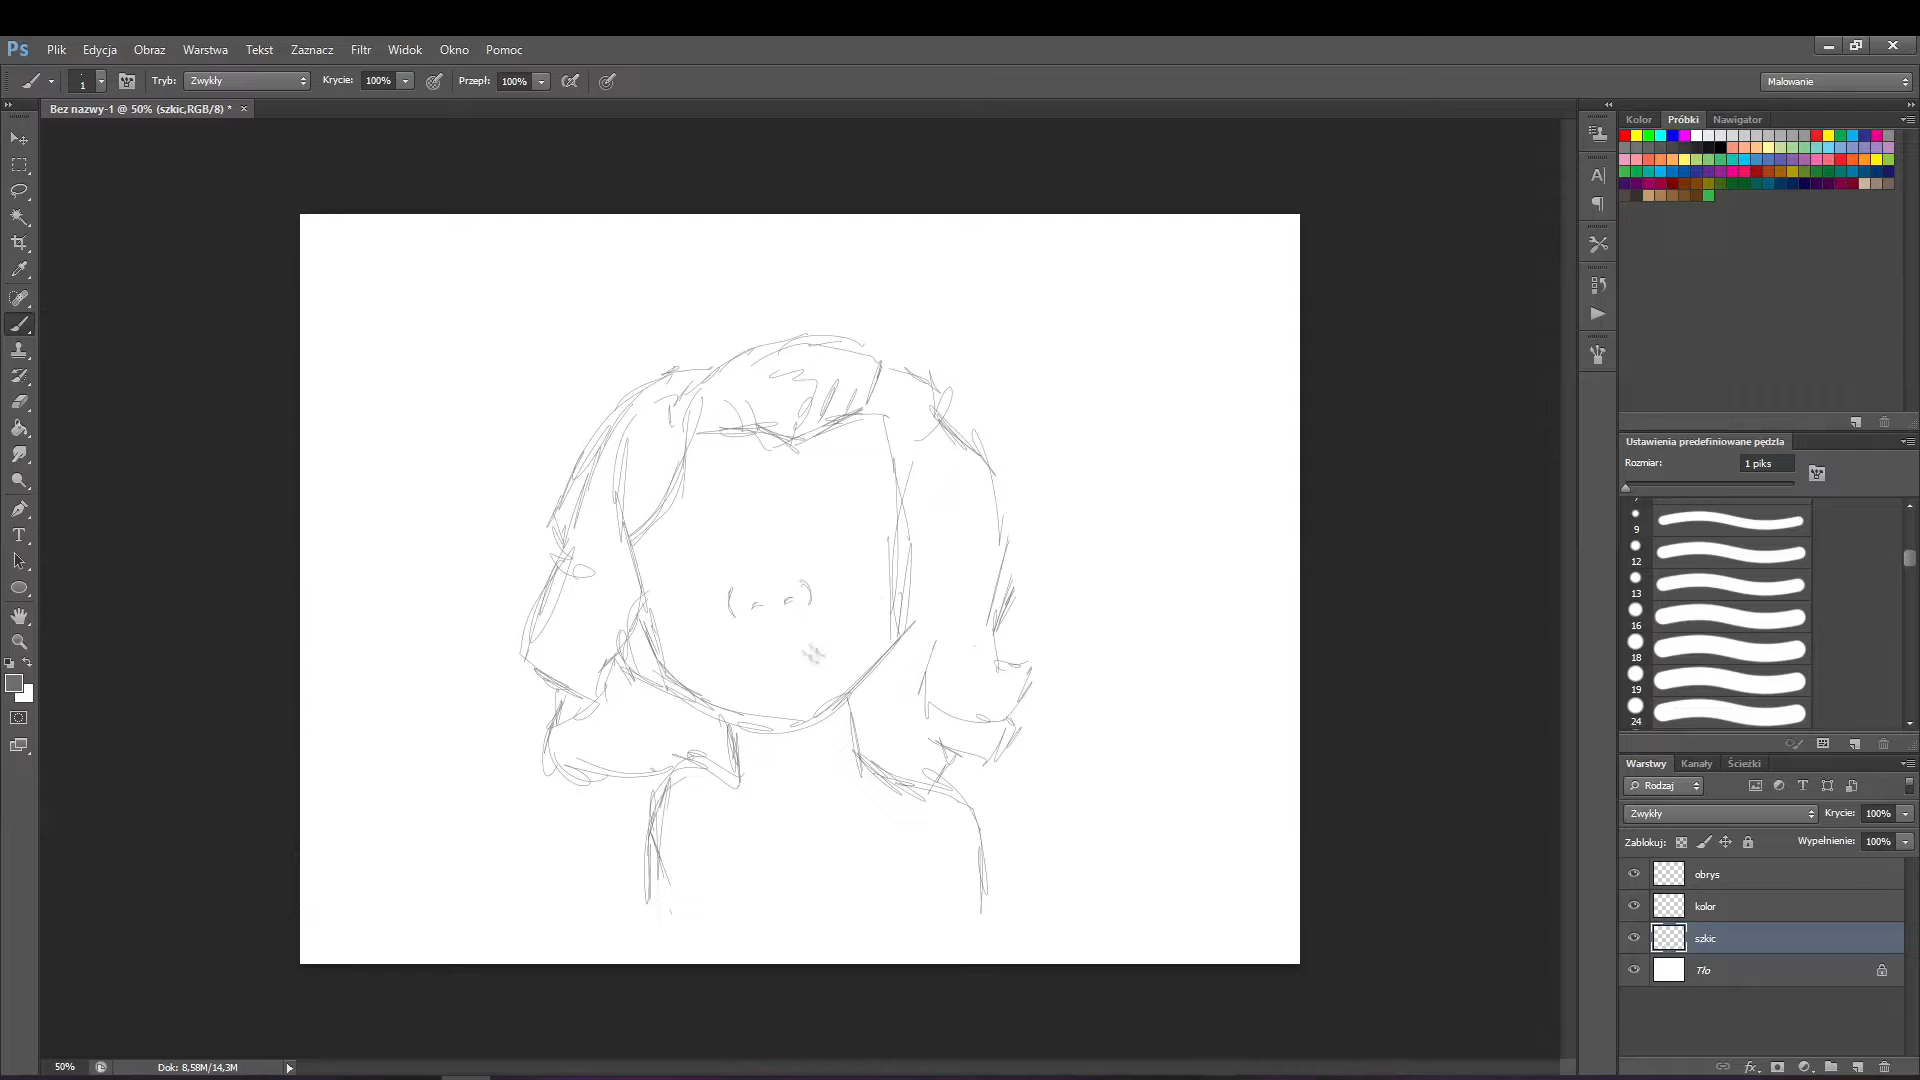 Ps Plik Edycja Obraz Warstwa Tekst Zaznacz Filtr Widok Okno Pomoc
1 Tryb: Zwykły Krycie: 100% Przepł: 100% Malowanie
Bez nazwy-1 @ 50% (szkic,RGB/8) * ×
Kolor Próbki Nawigator
Ustawienia predefiniowane pędzla
Rozmiar: 1 piks
9
12
13
16
18
19
24
Warstwy Kanały Ścieżki
Rodzaj
Zwykły Krycie: 100%
Zablokuj: Wypełnienie: 100%
obrys
kolor
szkic
Tło
50% Dok: 8,58M/14,3M